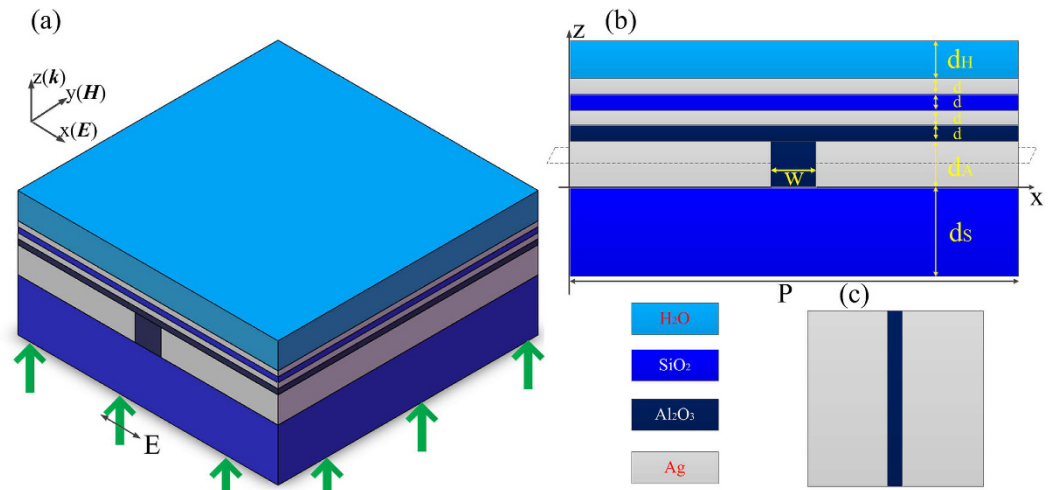 (a)
z(k)
y(H)
x(E)
E
(b)
z
dH
d
d
d
d
dA
W
x
dS
P
(c)
H2O
SiO2
Al2O3
Ag